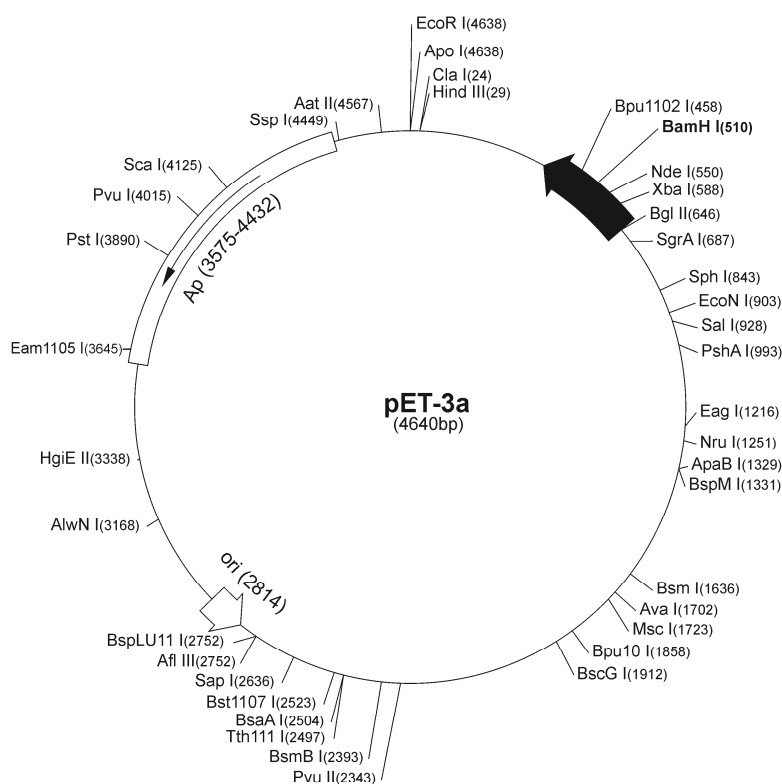 EcoR I(4638)
Apo I(4638)
Cla I(24)
Hind III(29)
Bpu1102 I(458)
BamH I(510)
Nde I(550)
Xba I(588)
Bgl II(646)
SgrA I(687)
Sph I(843)
EcoN I(903)
Sal I(928)
PshA I(993)
Eag I(1216)
Nru I(1251)
ApaB I(1329)
BspM I(1331)
Bsm I(1636)
Ava I(1702)
Msc I(1723)
Bpu10 I(1858)
BscG I(1912)
Pvu II(2343)
BsmB I(2393)
Tth111 I(2497)
BsaA I(2504)
Bst1107 I(2523)
Sap I(2636)
Afl III(2752)
BspLU11 I(2752)
ori (2814)
AlwN I(3168)
HgiE II(3338)
Eam1105 I(3645)
Pst I(3890)
Pvu I(4015)
Sca I(4125)
Ssp I(4449)
Aat II(4567)
Ap (3575-4432)
pET-3a
(4640bp)